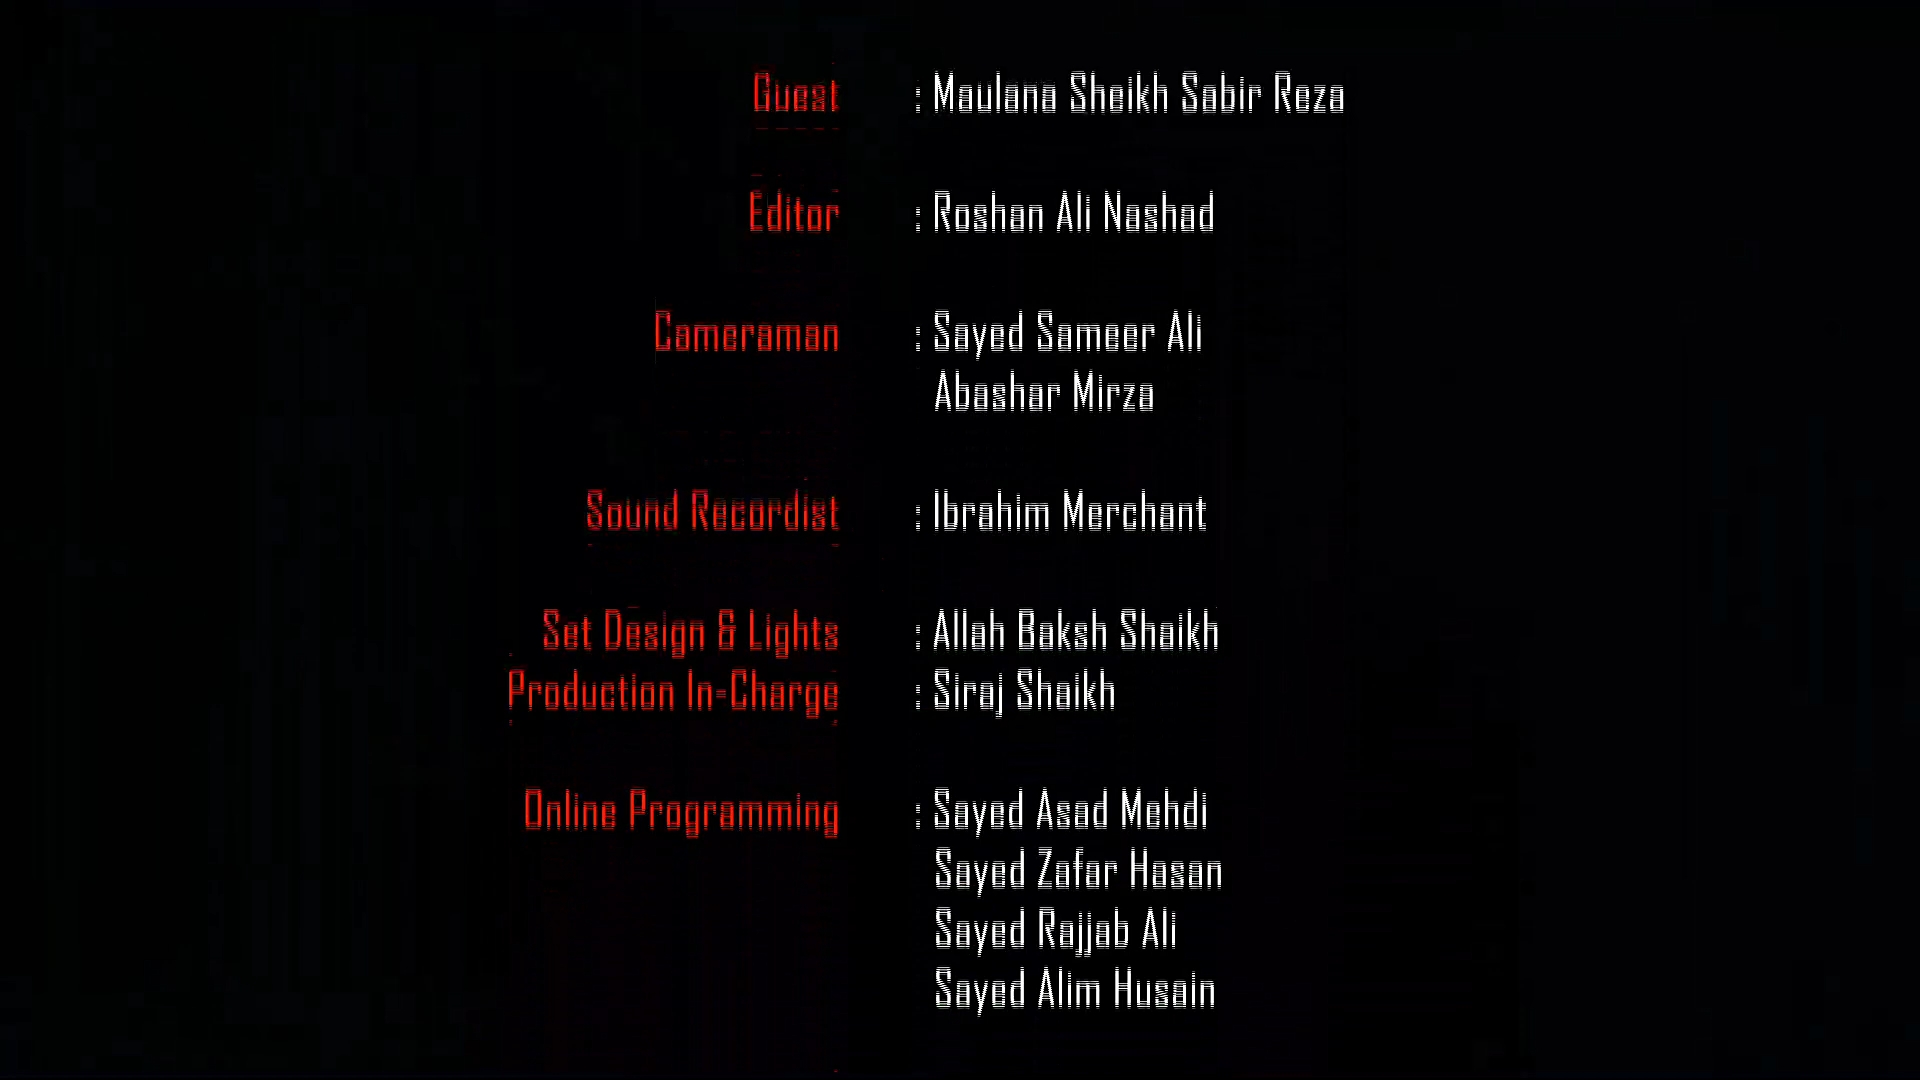 Guest : Maulana Sheikh Sabir Reza
Editor : Roshan Ali Nashad
Cameraman : Sayed Sameer Ali
Abashar Mirza
Sound Recordist : Ibrahim Merchant
Set Design & Lights : Allah Baksh Shaikh
Production In-Charge : Siraj Shaikh
Online Programming : Sayed Asad Mehdi
Sayed Zafar Hasan
Sayed Rajjab Ali
Sayed Alim Husain